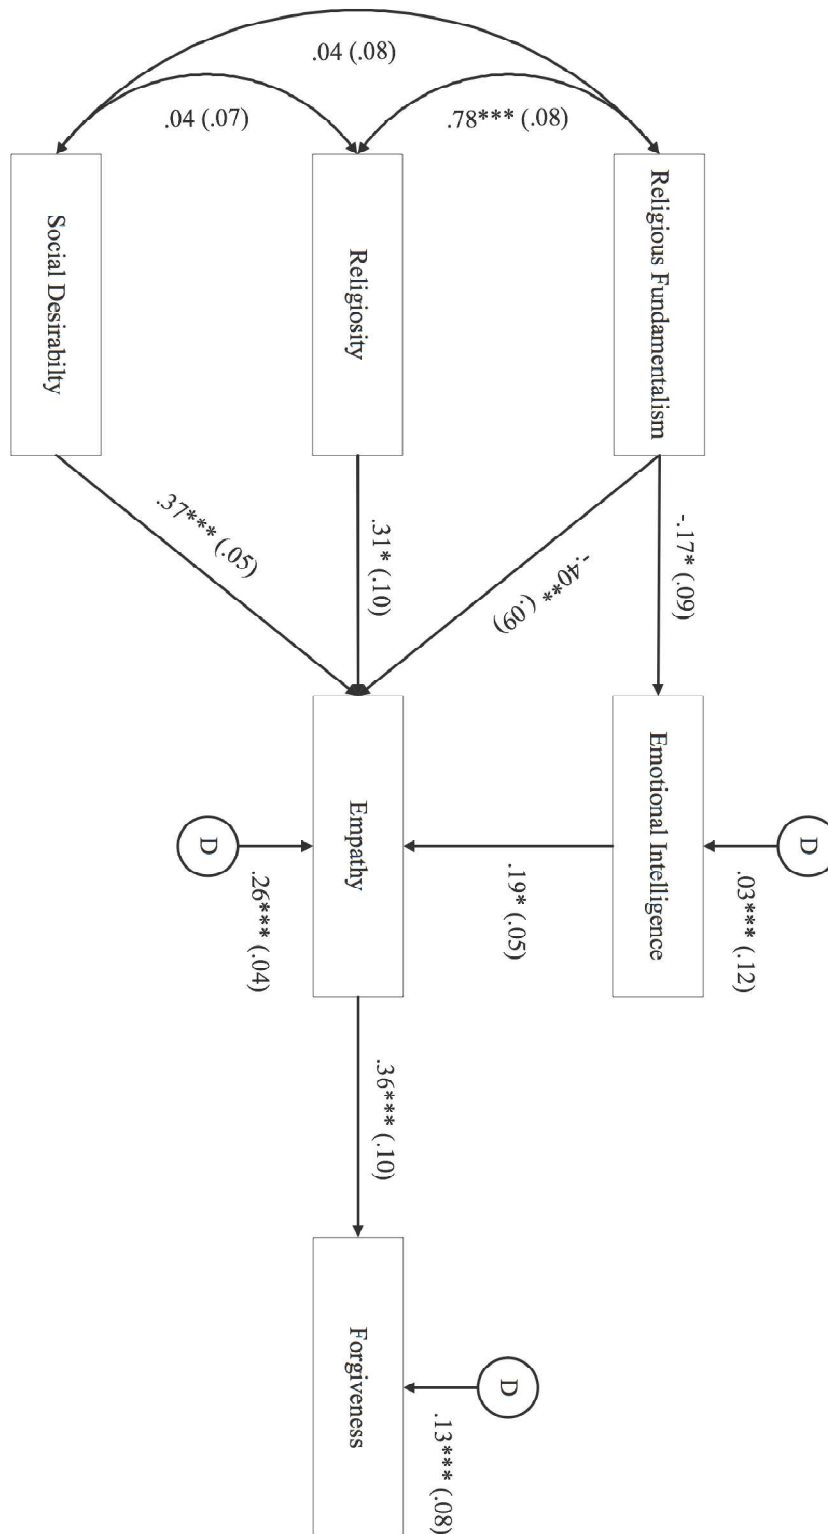 .04 (.08)
.04 (.07)
.78*** (.08)
Religious Fundamentalism
Religiosity
Social Desirabilty
-.17* (.09)
-.40** (.09)
.31* (.10)
.37*** (.05)
Emotional Intelligence
D
.03*** (.12)
.19* (.05)
Empathy
D
.26*** (.04)
.36*** (.10)
Forgiveness
D
.13*** (.08)